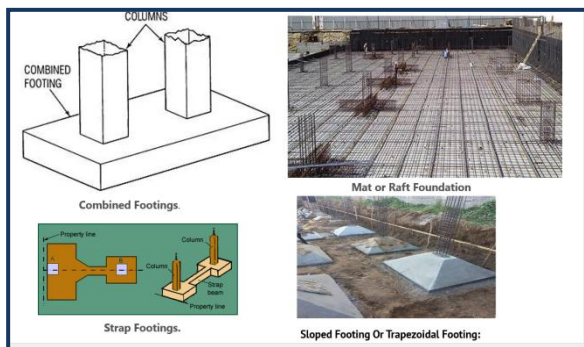 COLUMNS
COMBINED
FOOTING
Combined Footings.
Mat or Raft Foundation
Property line
A
B
Column
Column
Strap
beam
Property line
Strap Footings.
Sloped Footing Or Trapezoidal Footing: